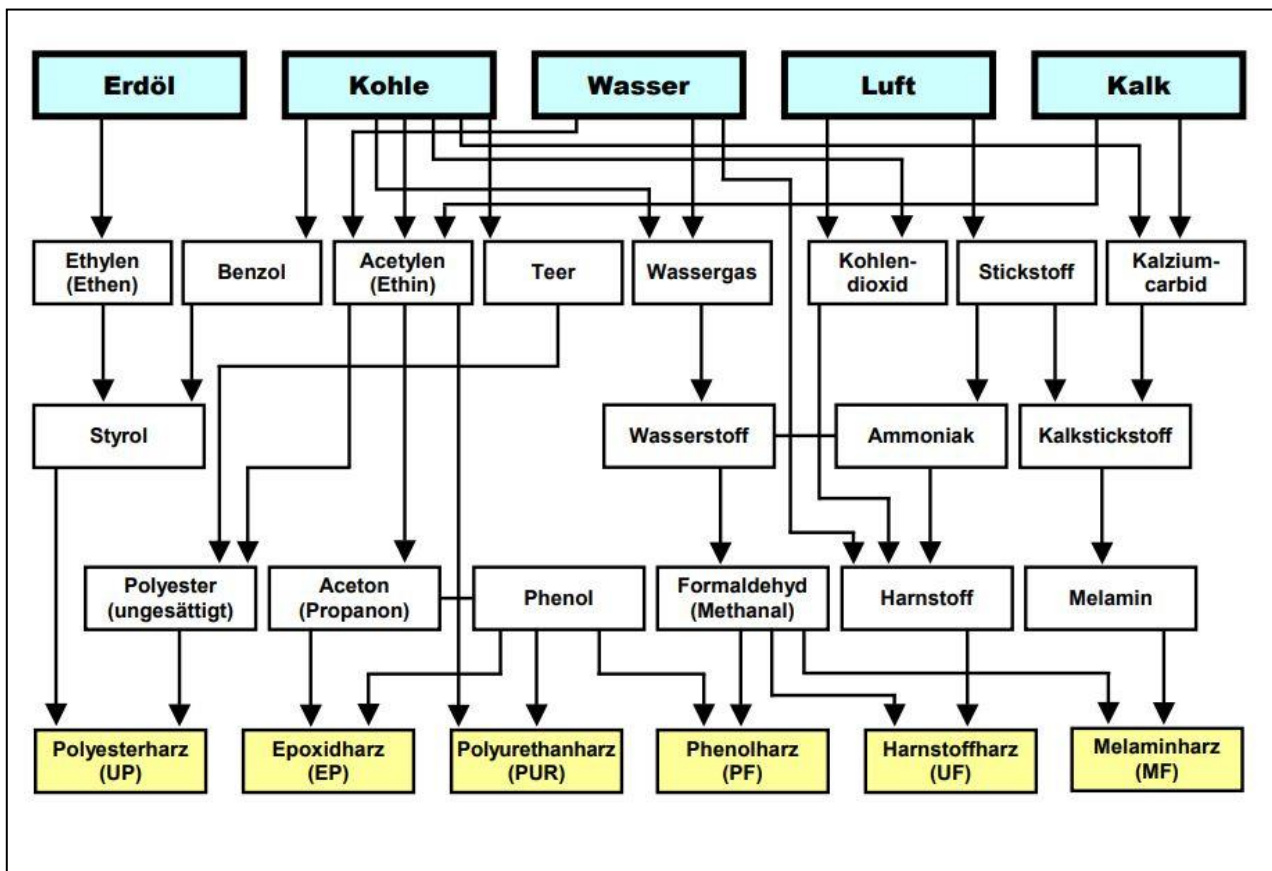 Erdöl
Kohle
Wasser
Luft
Kalk
Ethylen
(Ethen)
Benzol
Acetylen
(Ethin)
Teer
Wassergas
Kohlen-
dioxid
Stickstoff
Kalzium-
carbid
Styrol
Wasserstoff
Ammoniak
Kalkstickstoff
Polyester
(ungesättigt)
Aceton
(Propanon)
Phenol
Formaldehyd
(Methanal)
Harnstoff
Melamin
Polyesterharz
(UP)
Epoxidharz
(EP)
Polyurethanharz
(PUR)
Phenolharz
(PF)
Harnstoffharz
(UF)
Melaminharz
(MF)